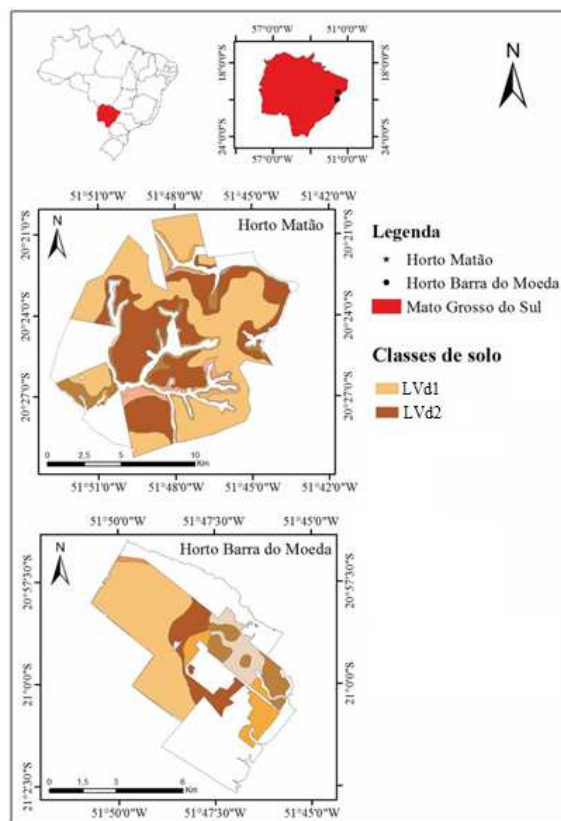 57°0'0"W 51°0'0"W
18°0'0"S
24°0'0"S
57°0'0"W 51°0'0"W
N
51°51'0"W 51°48'0"W 51°45'0"W 51°42'0"W
N
Horto Matão
20°21'0"S 20°21'0"S
20°24'0"S 20°24'0"S
20°27'0"S 20°27'0"S
0 2,5 5 10
Km
51°51'0"W 51°48'0"W 51°45'0"W 51°42'0"W
Legenda
Horto Matão
Horto Barra do Moeda
Mato Grosso do Sul
Classes de solo
LVd1
LVd2
51°50'0"W 51°47'30"W 51°45'0"W
N
Horto Barra do Moeda
20°57'30"S 20°57'30"S
21°0'0"S 21°0'0"S
21°2'30"S 21°2'30"S
0 1,5 3 6
Km
51°50'0"W 51°47'30"W 51°45'0"W